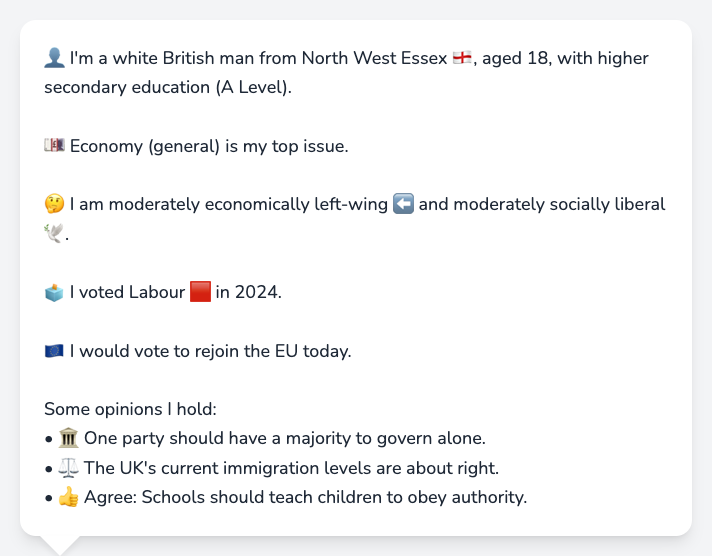 👤 I'm a white British man from North West Essex 🏴󠁧󠁢󠁥󠁮󠁧󠁿, aged 18, with higher
secondary education (A Level).
💷 Economy (general) is my top issue.
🤔 I am moderately economically left-wing ⬅️ and moderately socially liberal
🕊️.
🗳️ I voted Labour 🟥 in 2024.
🇪🇺 I would vote to rejoin the EU today.
Some opinions I hold:
• 🏛️ One party should have a majority to govern alone.
• ⚖️ The UK's current immigration levels are about right.
• 👍 Agree: Schools should teach children to obey authority.